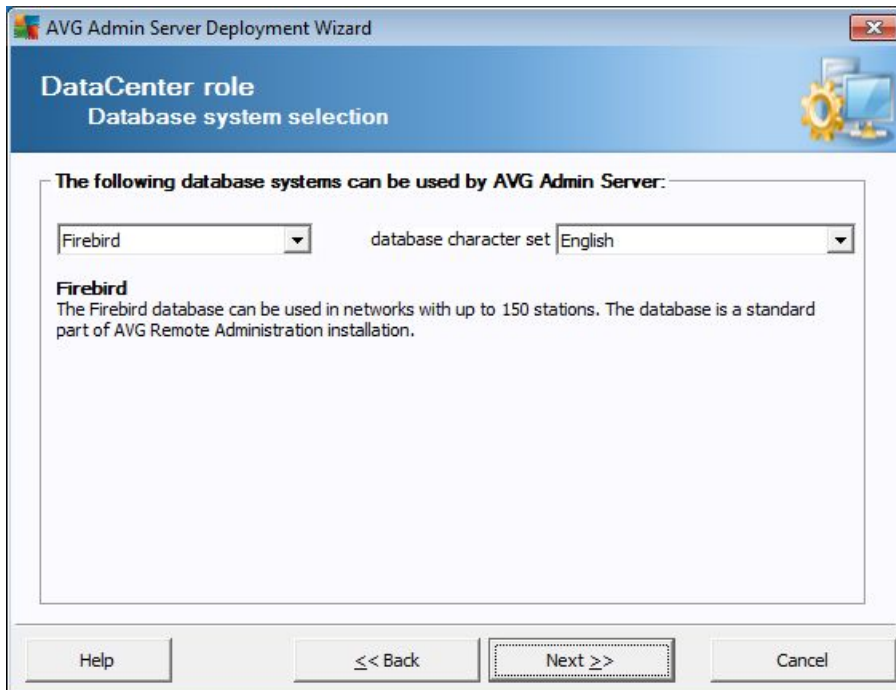 AVG Admin Server Deployment Wizard
DataCenter role
Database system selection
The following database systems can be used by AVG Admin Server:
Firebird database character set English
Firebird
The Firebird database can be used in networks with up to 150 stations. The database is a standard
part of AVG Remote Administration installation.
Help << Back Next >> Cancel